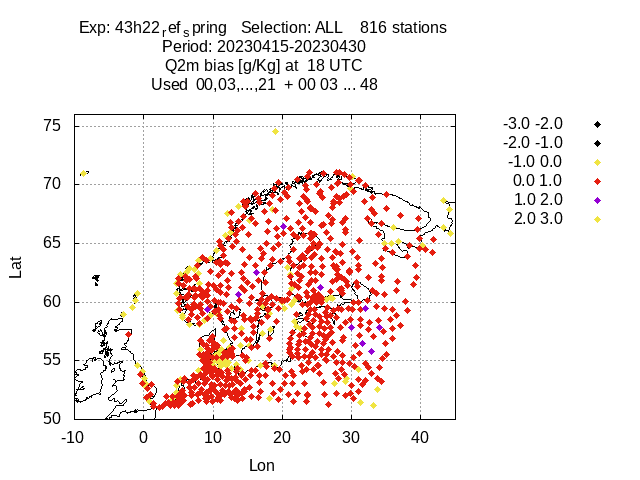 Exp: 43h22ref_spring   Selection: ALL    816 stations
Period: 20230415-20230430
Q2m bias [g/Kg] at  18 UTC
Used  00,03,...,21  + 00 03 ... 48
-3.0 -2.0
-2.0 -1.0
-1.0 0.0
0.0 1.0
1.0 2.0
2.0 3.0
75
70
65
60
55
50
Lat
-10 0 10 20 30 40
Lon